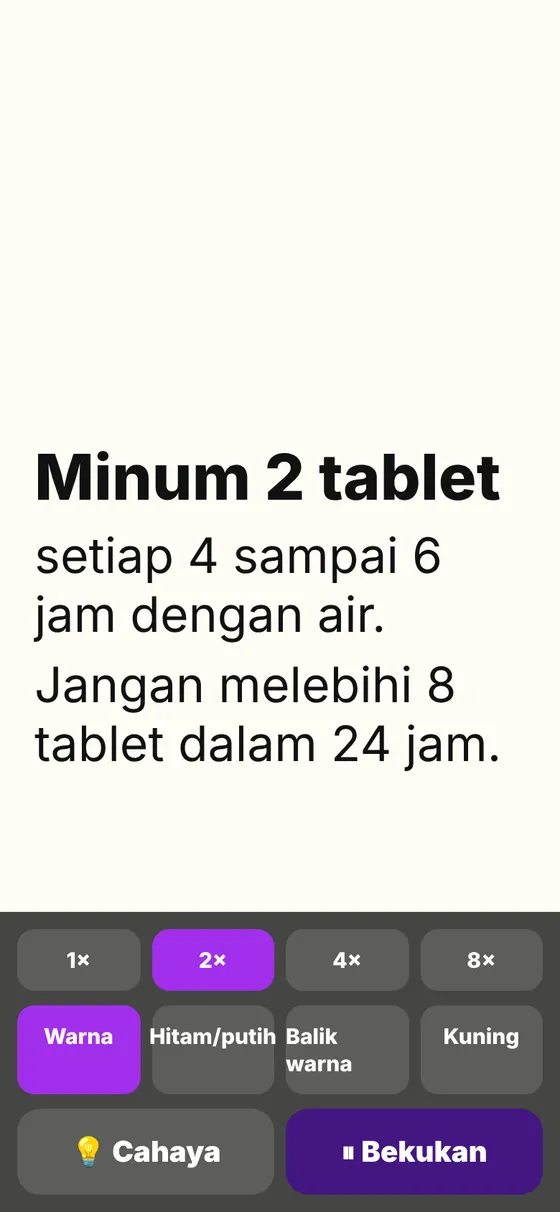 Minum 2 tablet
setiap 4 sampai 6
jam dengan air.
Jangan melebihi 8
tablet dalam 24 jam.
1×
2×
4×
8×
Warna
Hitam/putih
Balik
warna
Kuning
💡 Cahaya
⏸ Bekukan